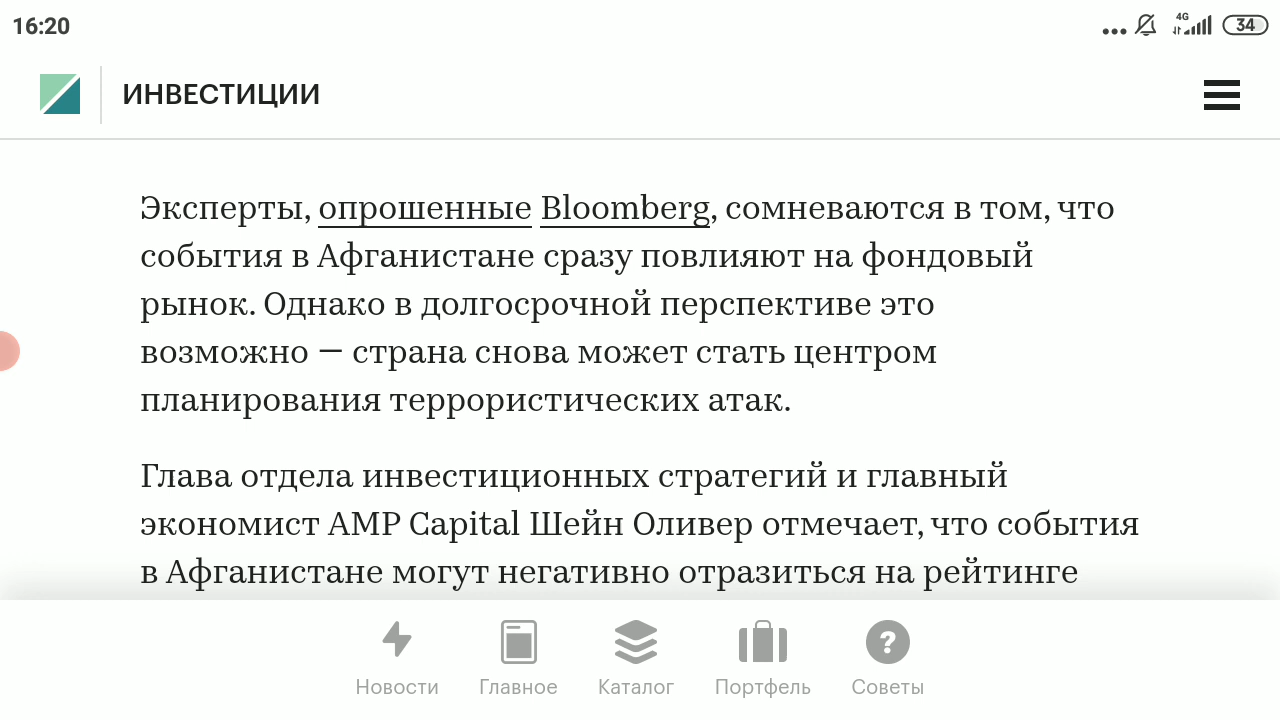 16:20
4G
34
ИНВЕСТИЦИИ
Эксперты, опрошенные Bloomberg, сомневаются в том, что
события в Афганистане сразу повлияют на фондовый
рынок. Однако в долгосрочной перспективе это
возможно — страна снова может стать центром
планирования террористических атак.
Глава отдела инвестиционных стратегий и главный
экономист AMP Capital Шейн Оливер отмечает, что события
в Афганистане могут негативно отразиться на рейтинге
Новости
Главное
Каталог
Портфель
Советы